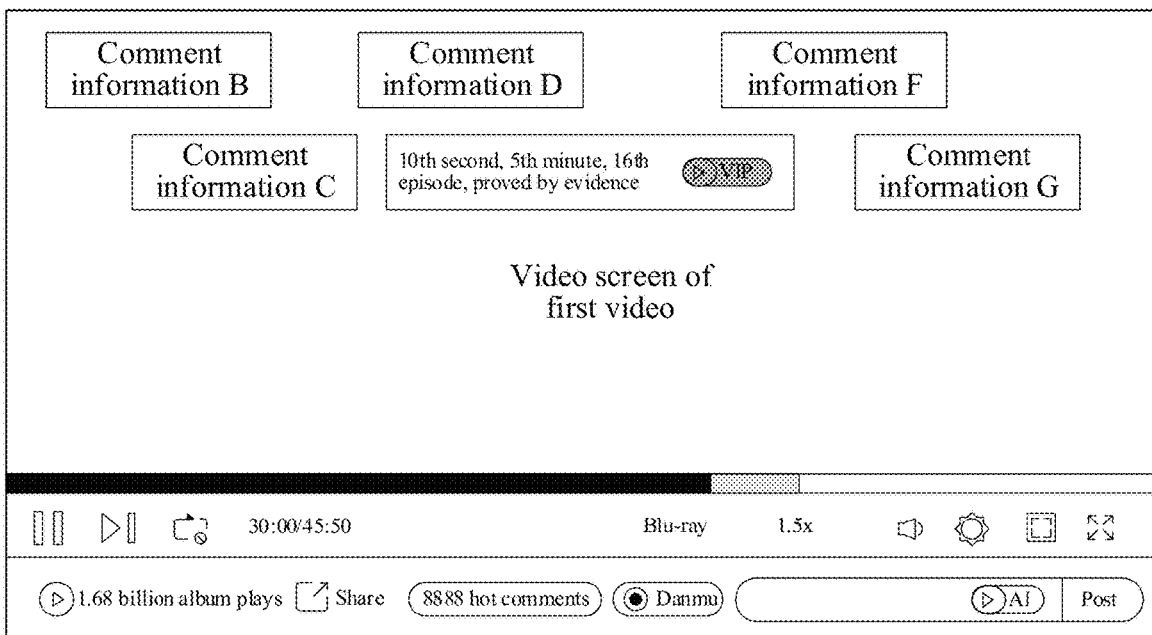 Comment
information B
Comment
information D
Comment
information F
Comment
information C
10th second, 5th minute, 16th
episode, proved by evidence
VIP
Comment
information G
Video screen of
first video
30:00/45:50
Blu-ray
1.5x
1.68 billion album plays
Share
8888 hot comments
Danmu
AI
Post